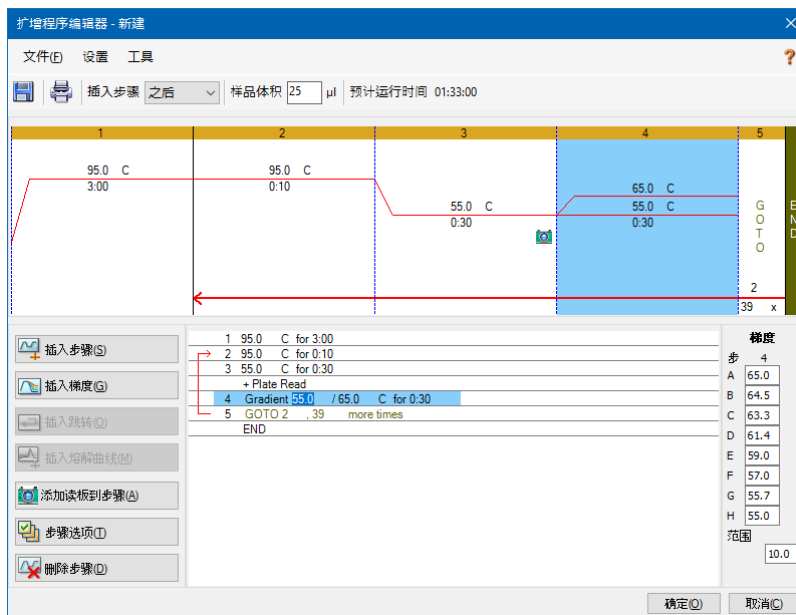 扩增程序编辑器 - 新建
文件(F) 设置 工具 ?
插入步骤 之后 样品体积 25 µl 预计运行时间 01:33:00
1 2 3 4 5
95.0 C 95.0 C
3:00 0:10
65.0 C
55.0 C 55.0 C
0:30 0:30
GOTO
END
2
39 x
插入步骤(S)
插入梯度(G)
插入跳转(O)
插入熔解曲线(M)
添加读板到步骤(A)
步骤选项(T)
删除步骤(D)
1 95.0 C for 3:00
2 95.0 C for 0:10
3 55.0 C for 0:30
+ Plate Read
4 Gradient 55.0 / 65.0 C for 0:30
5 GOTO 2 , 39 more times
END
梯度
步 4
A 65.0
B 64.5
C 63.3
D 61.4
E 59.0
F 57.0
G 55.7
H 55.0
范围
10.0
确定(O) 取消(C)